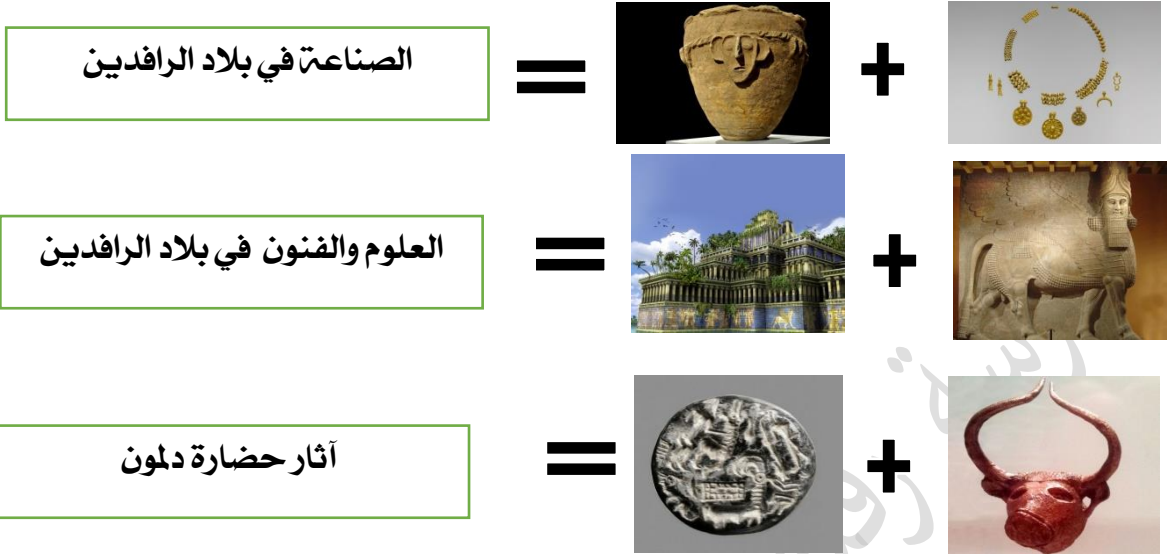 الصناعة في بلاد الرافدين
العلوم والفنون في بلاد الرافدين
آثار حضارة دلمون